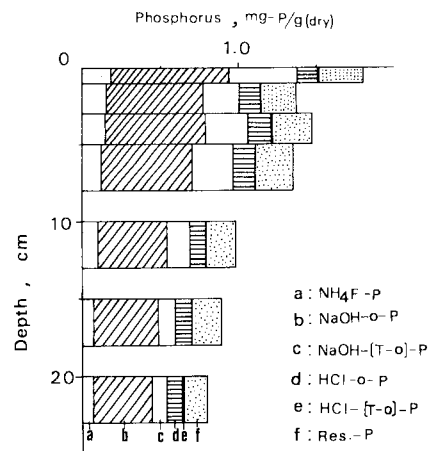 Phosphorus , mg-P/g(dry)
0
1.0
10
20
Depth , cm
a : NH4F-P
b : NaOH-o-P
c : NaOH-(T-o)-P
d : HCl-o-P
e : HCl-(T-o)-P
f : Res.-P
a b c d e f